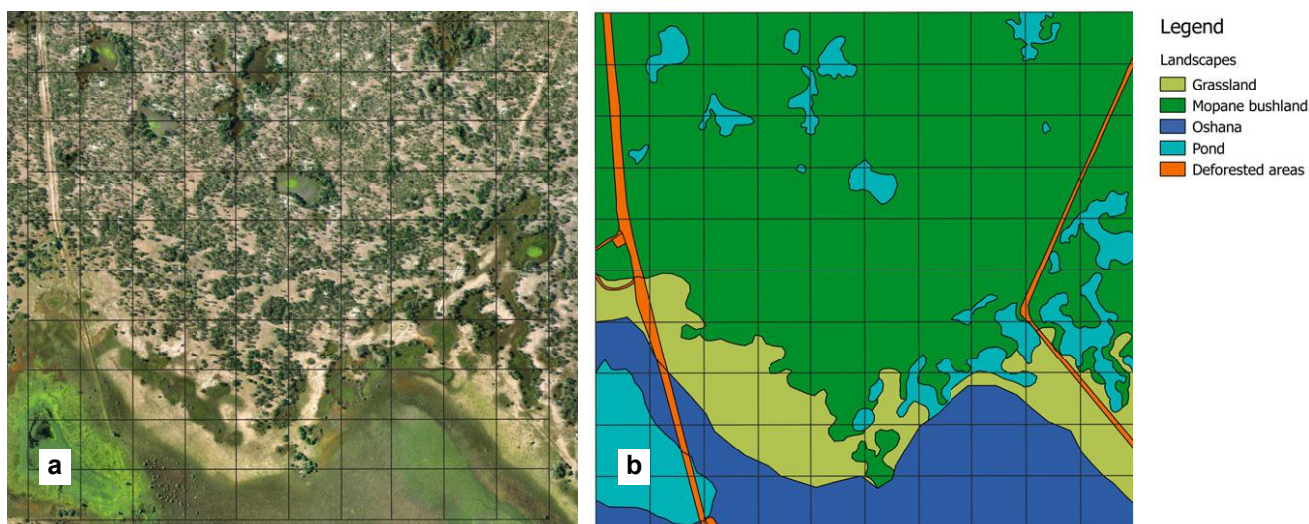 a
b
Legend
Landscapes
Grassland
Mopane bushland
Oshana
Pond
Deforested areas